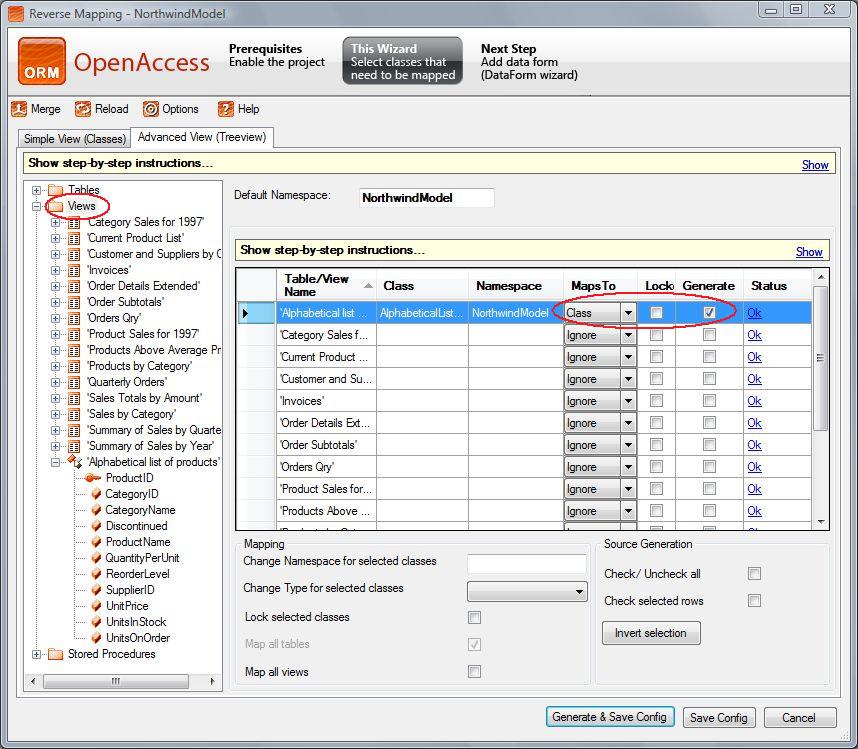 Reverse Mapping - NorthwindModel
ORM
OpenAccess
Prerequisites
Enable the project
This Wizard
Select classes that
need to be mapped
Next Step
Add data form
(DataForm wizard)
Merge Reload Options Help
Simple View (Classes) Advanced View (Treeview)
Show step-by-step instructions... Show
Tables
Views
'Category Sales for 1997'
'Current Product List'
'Customer and Suppliers by C
'Invoices'
'Order Details Extended'
'Order Subtotals'
'Orders Qry'
'Product Sales for 1997'
'Products Above Average Pr
'Products by Category'
'Quarterly Orders'
'Sales Totals by Amount'
'Sales by Category'
'Summary of Sales by Quarte
'Summary of Sales by Year'
'Alphabetical list of products'
ProductID
CategoryID
CategoryName
Discontinued
ProductName
QuantityPerUnit
ReorderLevel
SupplierID
UnitPrice
UnitsInStock
UnitsOnOrder
Stored Procedures
Default Namespace: NorthwindModel
Show step-by-step instructions... Show
Table/View Name Class Namespace MapsTo Lock Generate Status
'Alphabetical list ... AlphabeticalList... NorthwindModel Class Ok
'Category Sales f... Ignore Ok
'Current Product ... Ignore Ok
'Customer and Su... Ignore Ok
'Invoices' Ignore Ok
'Order Details Ext... Ignore Ok
'Order Subtotals' Ignore Ok
'Orders Qry' Ignore Ok
'Product Sales for... Ignore Ok
'Products Above ... Ignore Ok
Mapping
Change Namespace for selected classes
Change Type for selected classes
Lock selected classes
Map all tables
Map all views
Source Generation
Check/ Uncheck all
Check selected rows
Invert selection
Generate & Save Config Save Config Cancel